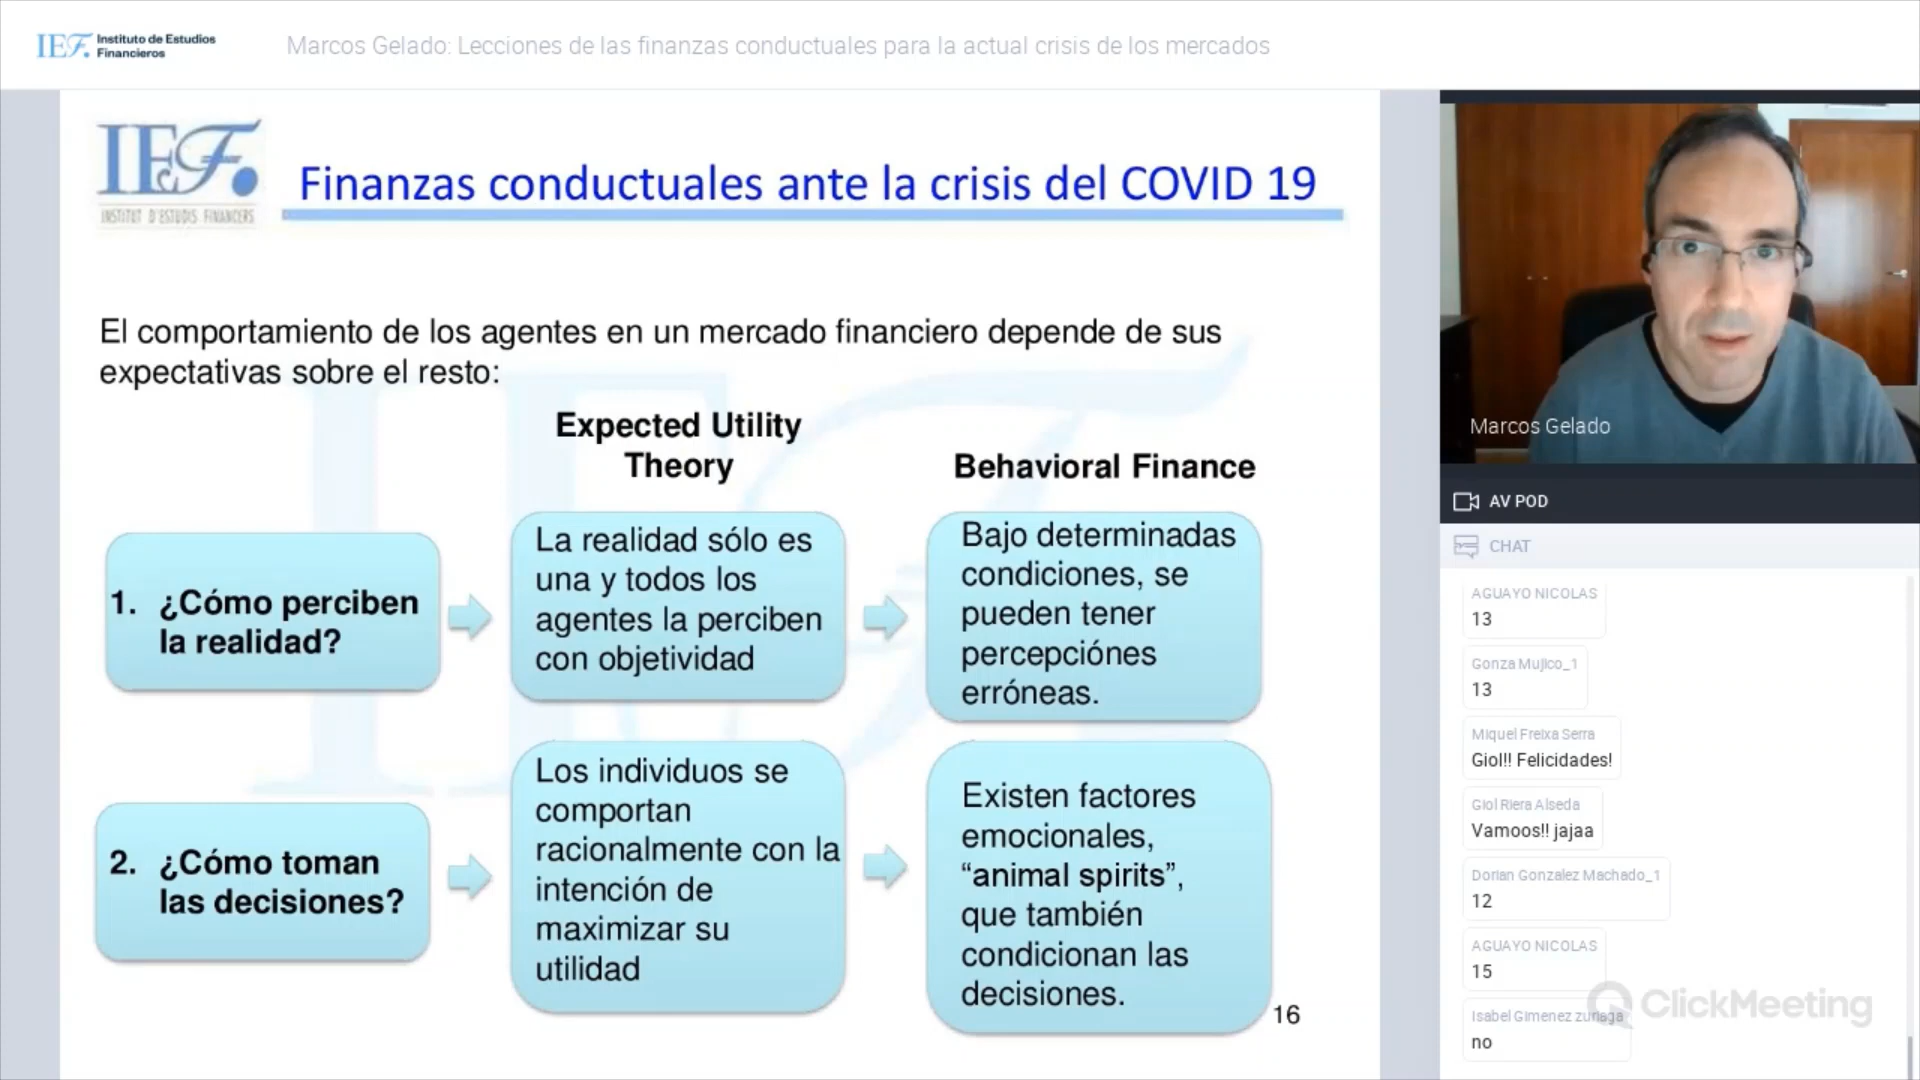 IEF. Instituto de Estudios
Financieros
Marcos Gelado: Lecciones de las finanzas conductuales para la actual crisis de los mercados
IEF.
INSTITUT D'ESTUDIS FINANCERS
Finanzas conductuales ante la crisis del COVID 19
El comportamiento de los agentes en un mercado financiero depende de sus
expectativas sobre el resto:
Expected Utility
Theory
Behavioral Finance
1. ¿Cómo perciben
la realidad?
La realidad sólo es
una y todos los
agentes la perciben
con objetividad
Bajo determinadas
condiciones, se
pueden tener
percepciónes
erróneas.
2. ¿Cómo toman
las decisiones?
Los individuos se
comportan
racionalmente con la
intención de
maximizar su
utilidad
Existen factores
emocionales,
“animal spirits”,
que también
condicionan las
decisiones.
16
Marcos Gelado
AV POD
CHAT
AGUAYO NICOLAS
13
Gonza Mujico_1
13
Miquel Freixa Serra
Giol!! Felicidades!
Giol Riera Alseda
Vamoos!! jajaa
Dorian Gonzalez Machado_1
12
AGUAYO NICOLAS
15
Isabel Gimenez zuriaga
no
ClickMeeting